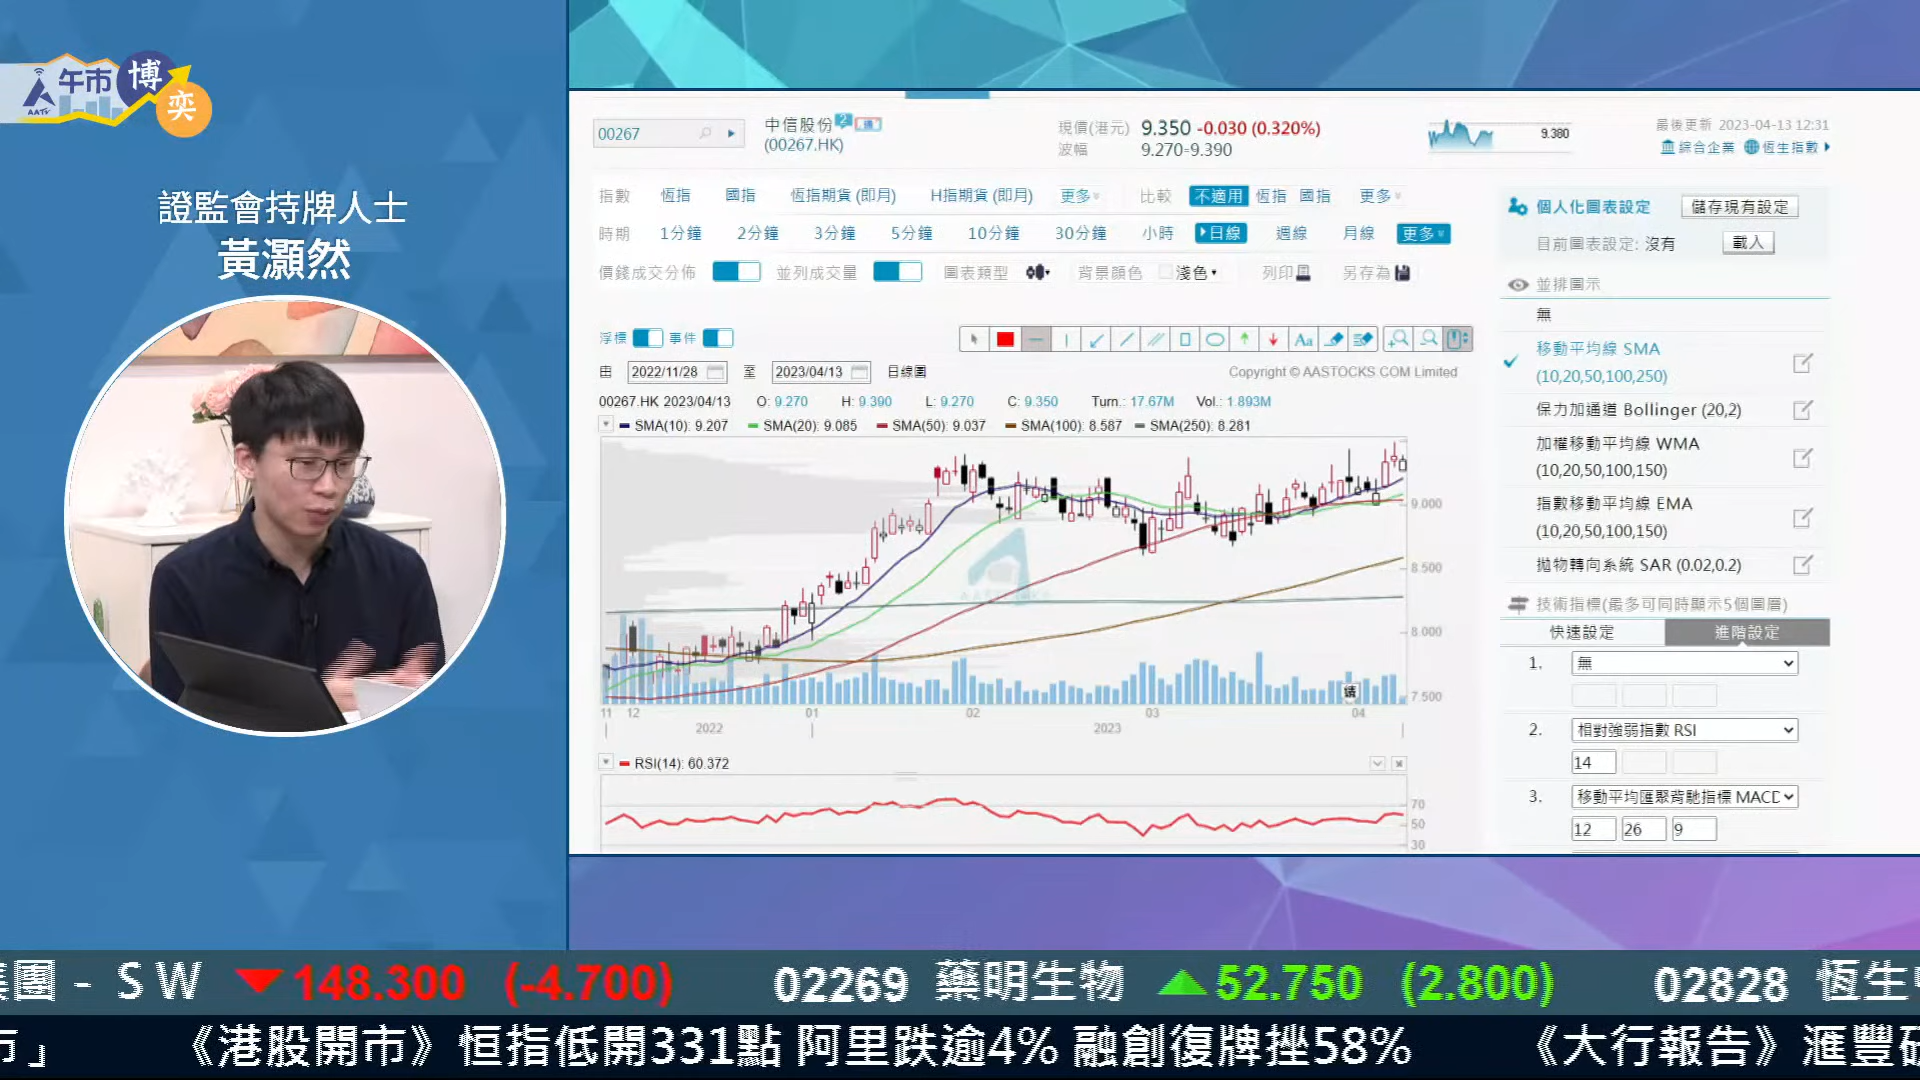 午市博奕
AATV
證監會持牌人士
黃灝然
00267
中信股份
(00267.HK)
現價(港元) 9.350 -0.030 (0.320%)
波幅 9.270-9.390
9.380
最後更新 2023-04-13 12:31
綜合企業 恆生指數
指數 恆指 國指 恆指期貨 (即月) H指期貨 (即月) 更多 比較 不適用 恆指 國指 更多
時期 1分鐘 2分鐘 3分鐘 5分鐘 10分鐘 30分鐘 小時 日線 週線 月線 更多
價錢成交分佈 並列成交量 圖表類型 背景顏色 淺色 列印 另存為
浮標 事件
Aa
由 2022/11/28 至 2023/04/13 日線圖 Copyright © AASTOCKS.COM Limited
00267.HK 2023/04/13 O: 9.270 H: 9.390 L: 9.270 C: 9.350 Turn.: 17.67M Vol.: 1.893M
SMA(10): 9.207 SMA(20): 9.085 SMA(50): 9.037 SMA(100): 8.587 SMA(250): 8.281
9.000
8.500
8.000
7.500
11 12 01 02 03 04
2022 2023
RSI(14): 60.372
70
50
30
個人化圖表設定 儲存現有設定
目前圖表設定: 沒有 載入
並排圖示
無
移動平均線 SMA
(10,20,50,100,250)
保力加通道 Bollinger (20,2)
加權移動平均線 WMA
(10,20,50,100,150)
指數移動平均線 EMA
(10,20,50,100,150)
拋物轉向系統 SAR (0.02,0.2)
技術指標(最多可同時顯示5個圖層)
快速設定 進階設定
1. 無
2. 相對強弱指數 RSI
14
3. 移動平均匯聚背馳指標 MACD
12 26 9
集團 - S W ▼148.300 (-4.700) 02269 藥明生物 ▲52.750 (2.800) 02828 恆生
市」 《港股開市》恒指低開331點 阿里跌逾4% 融創復牌挫58% 《大行報告》滙豐研